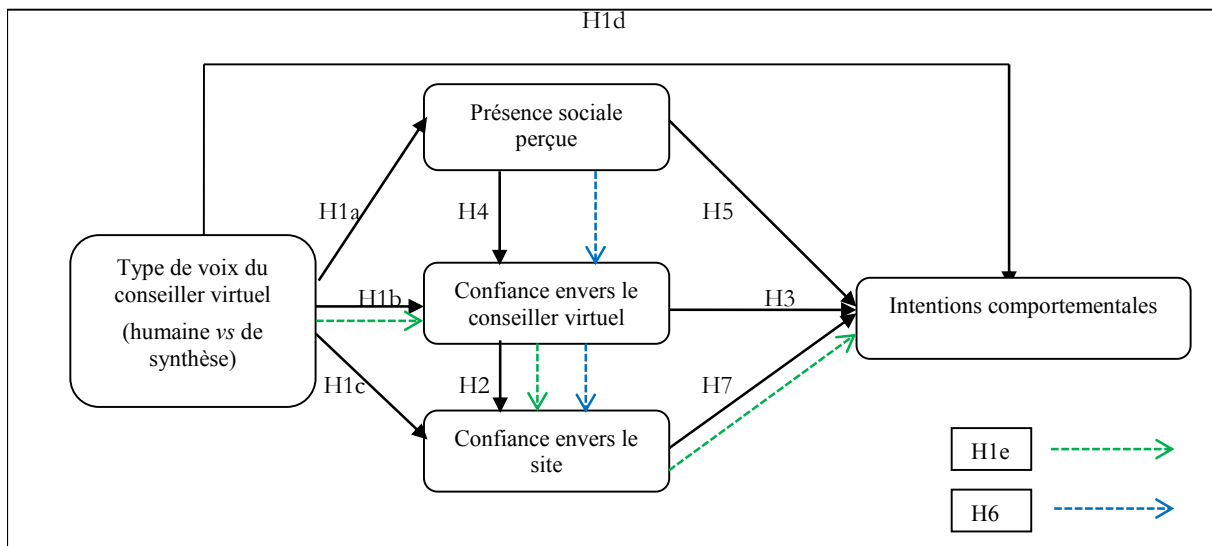 H1d
Présence sociale
perçue
H1a
H4
H5
Type de voix du
conseiller virtuel
(humaine vs de
synthèse)
H1b
Confiance envers le
conseiller virtuel
H3
Intentions comportementales
H1c
H2
H7
Confiance envers le
site
H1e
H6